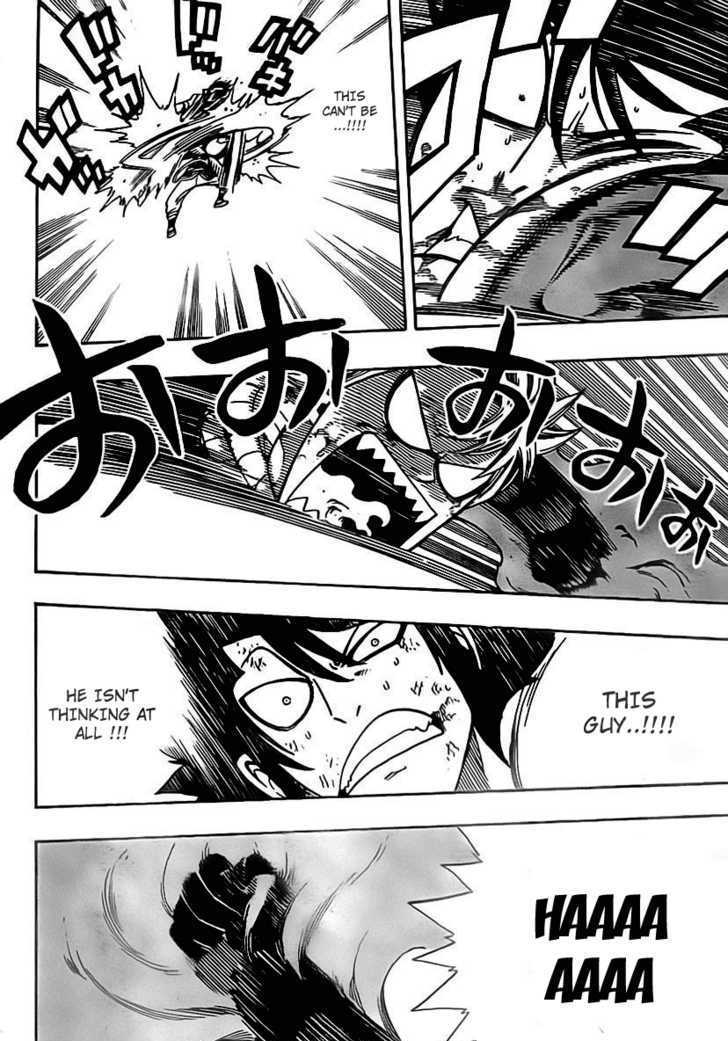 THIS
CAN'T BE
...!!!!
おおおおお
THIS
GUY..!!!!
HE ISN'T
THINKING AT
ALL !!!
HAAAA
AAAA